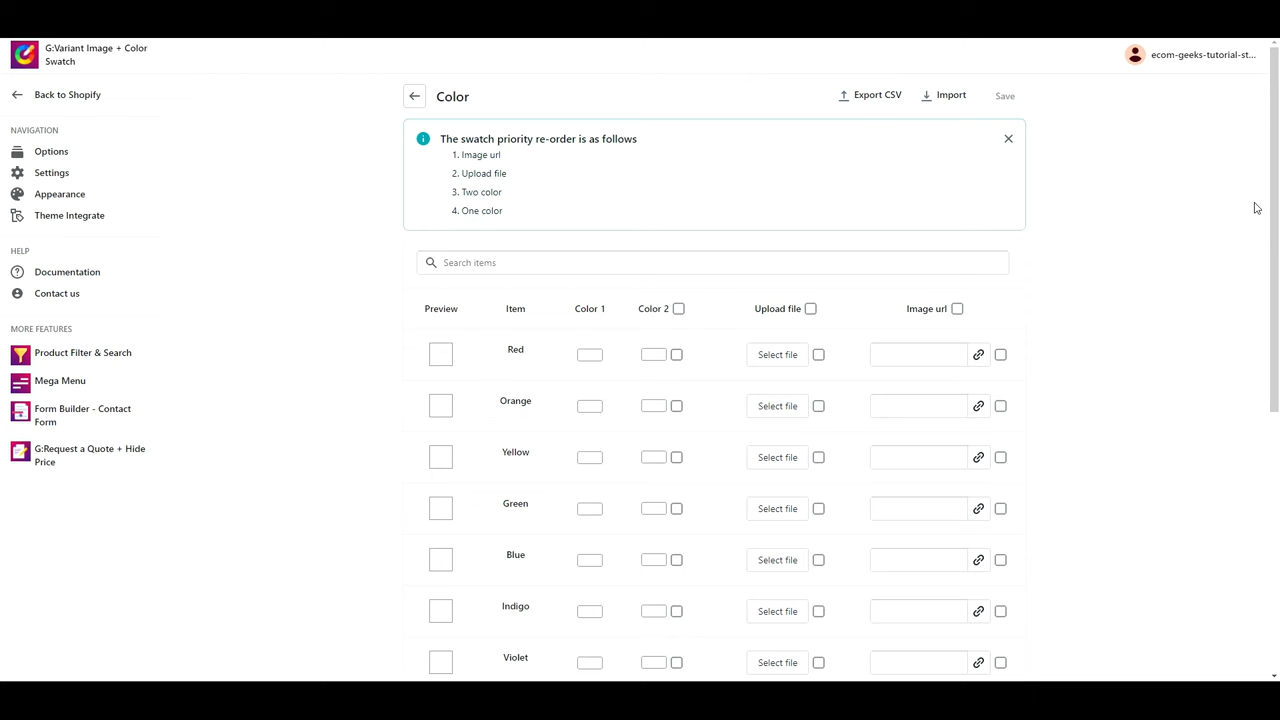 G:Variant Image + Color
Swatch
ecom-geeks-tutorial-st...
Back to Shopify
Color
Export CSV
Import
Save
NAVIGATION
Options
Settings
Appearance
Theme Integrate
HELP
Documentation
Contact us
MORE FEATURES
Product Filter & Search
Mega Menu
Form Builder - Contact
Form
G:Request a Quote + Hide
Price
The swatch priority re-order is as follows
1. Image url
2. Upload file
3. Two color
4. One color
Search items
Preview Item Color 1 Color 2 Upload file Image url
Red Select file
Orange Select file
Yellow Select file
Green Select file
Blue Select file
Indigo Select file
Violet Select file